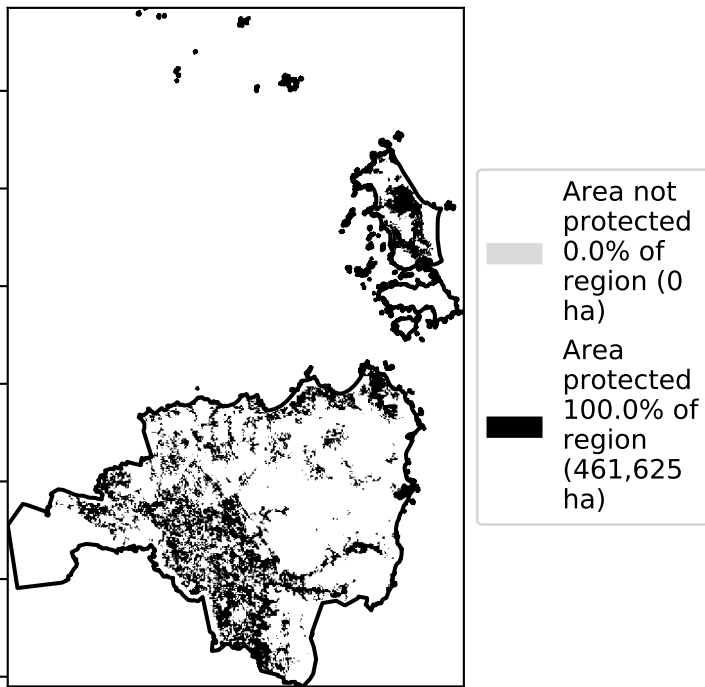 Area not
protected
0.0% of
region (0
ha)
Area
protected
100.0% of
region
(461,625
ha)